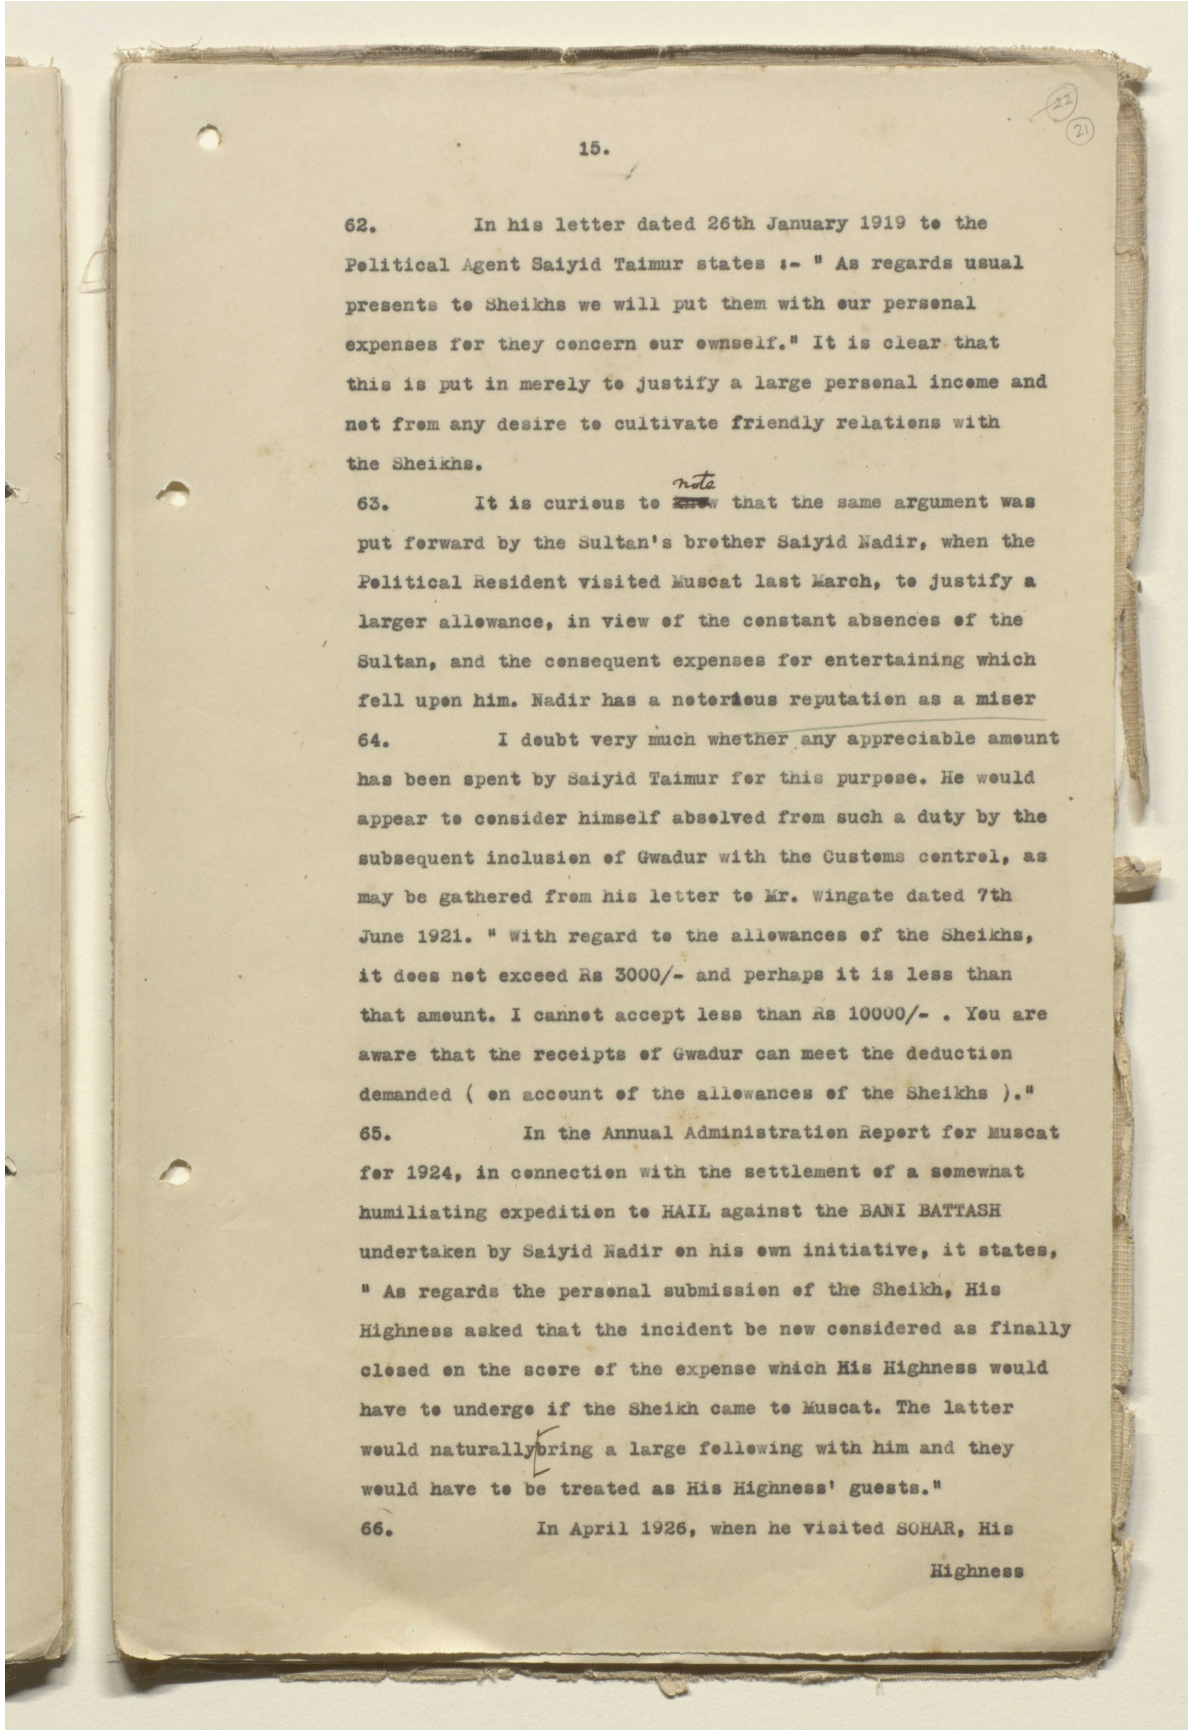 22
21
15.
62. In his letter dated 26th January 1919 to the
Political Agent Saiyid Taimur states :- " As regards usual
presents to Sheikhs we will put them with our personal
expenses for they concern our ownself." It is clear that
this is put in merely to justify a large personal income and
not from any desire to cultivate friendly relations with
the Sheikhs.
note
63. It is curious to know that the same argument was
put forward by the Sultan's brother Saiyid Nadir, when the
Political Resident visited Muscat last March, to justify a
larger allowance, in view of the constant absences of the
Sultan, and the consequent expenses for entertaining which
fell upon him. Nadir has a notorious reputation as a miser
64. I doubt very much whether any appreciable amount
has been spent by Saiyid Taimur for this purpose. He would
appear to consider himself absolved from such a duty by the
subsequent inclusion of Gwadur with the Customs control, as
may be gathered from his letter to Mr. Wingate dated 7th
June 1921. " With regard to the allowances of the Sheikhs,
it does not exceed Rs 3000/- and perhaps it is less than
that amount. I cannot accept less than Rs 10000/- . You are
aware that the receipts of Gwadur can meet the deduction
demanded ( on account of the allowances of the Sheikhs )."
65. In the Annual Administration Report for Muscat
for 1924, in connection with the settlement of a somewhat
humiliating expedition to HAIL against the BANI BATTASH
undertaken by Saiyid Nadir on his own initiative, it states,
" As regards the personal submission of the Sheikh, His
Highness asked that the incident be now considered as finally
closed on the score of the expense which His Highness would
have to undergo if the Sheikh came to Muscat. The latter
would naturally bring a large following with him and they
would have to be treated as His Highness' guests."
66. In April 1926, when he visited SOHAR, His
Highness